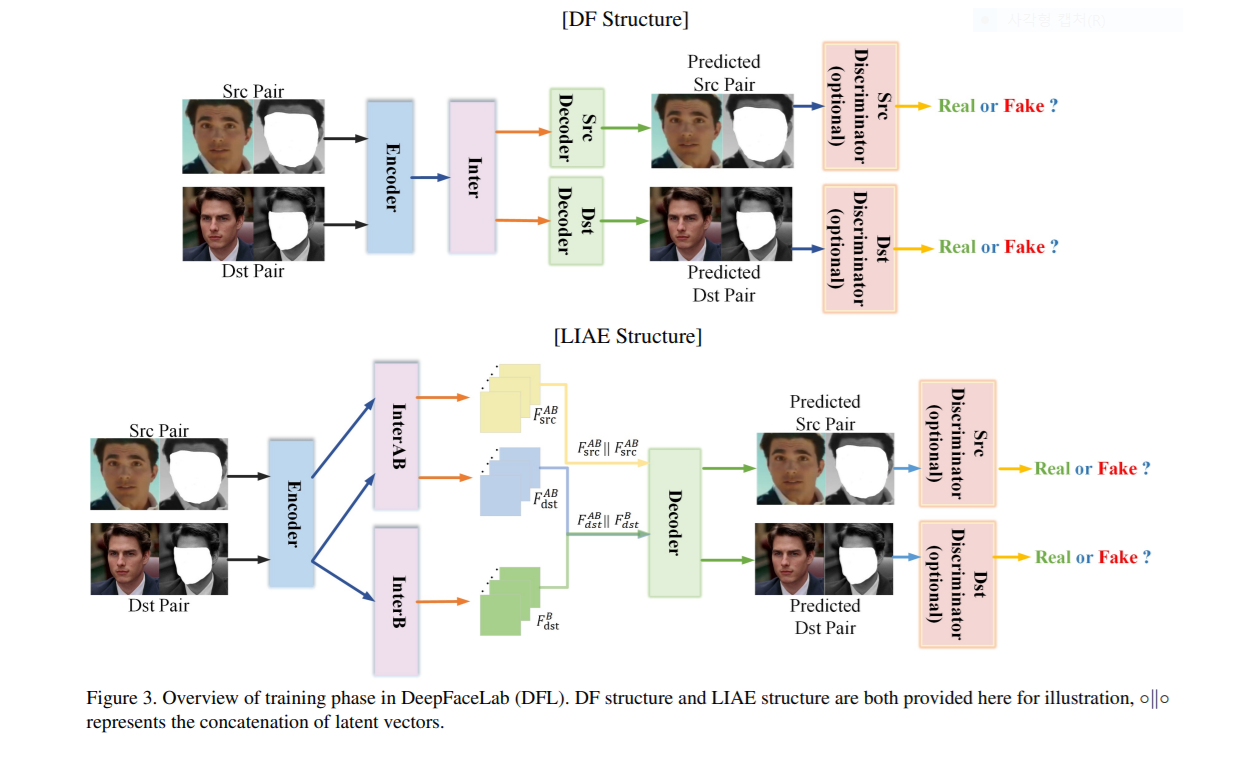 [DF Structure]
Src Pair
Dst Pair
Encoder
Inter
Src
Decoder
Dst
Decoder
Predicted
Src Pair
Predicted
Dst Pair
Src
Discriminator
(optional)
Dst
Discriminator
(optional)
Real or Fake ?
Real or Fake ?
[LIAE Structure]
Src Pair
Dst Pair
Encoder
InterAB
InterB
F_src^AB
F_dst^AB
F_dst^B
F_src^AB || F_src^AB
F_dst^AB || F_dst^B
Decoder
Predicted
Src Pair
Predicted
Dst Pair
Src
Discriminator
(optional)
Dst
Discriminator
(optional)
Real or Fake ?
Real or Fake ?
Figure 3. Overview of training phase in DeepFaceLab (DFL). DF structure and LIAE structure are both provided here for illustration, ○||○
represents the concatenation of latent vectors.